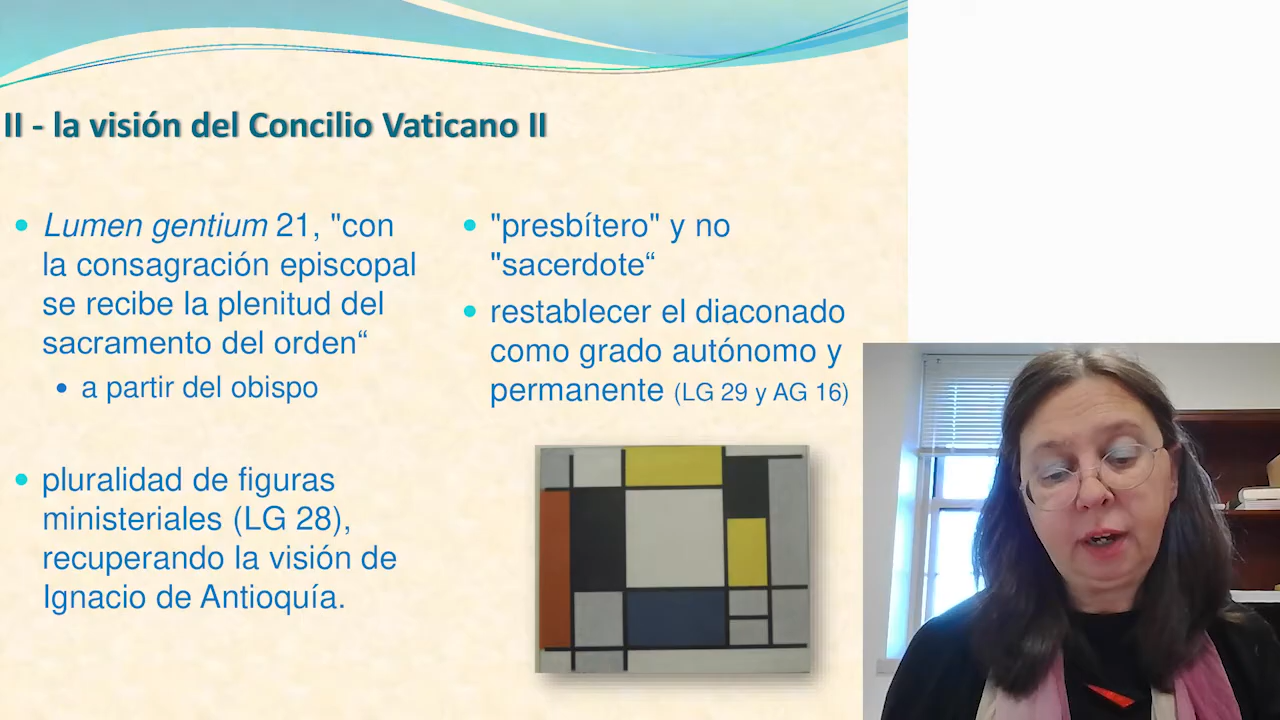 II - la visión del Concilio Vaticano II
Lumen gentium 21, "con
la consagración episcopal
se recibe la plenitud del
sacramento del orden“
a partir del obispo
pluralidad de figuras
ministeriales (LG 28),
recuperando la visión de
Ignacio de Antioquía.
"presbítero" y no
"sacerdote“
restablecer el diaconado
como grado autónomo y
permanente (LG 29 y AG 16)